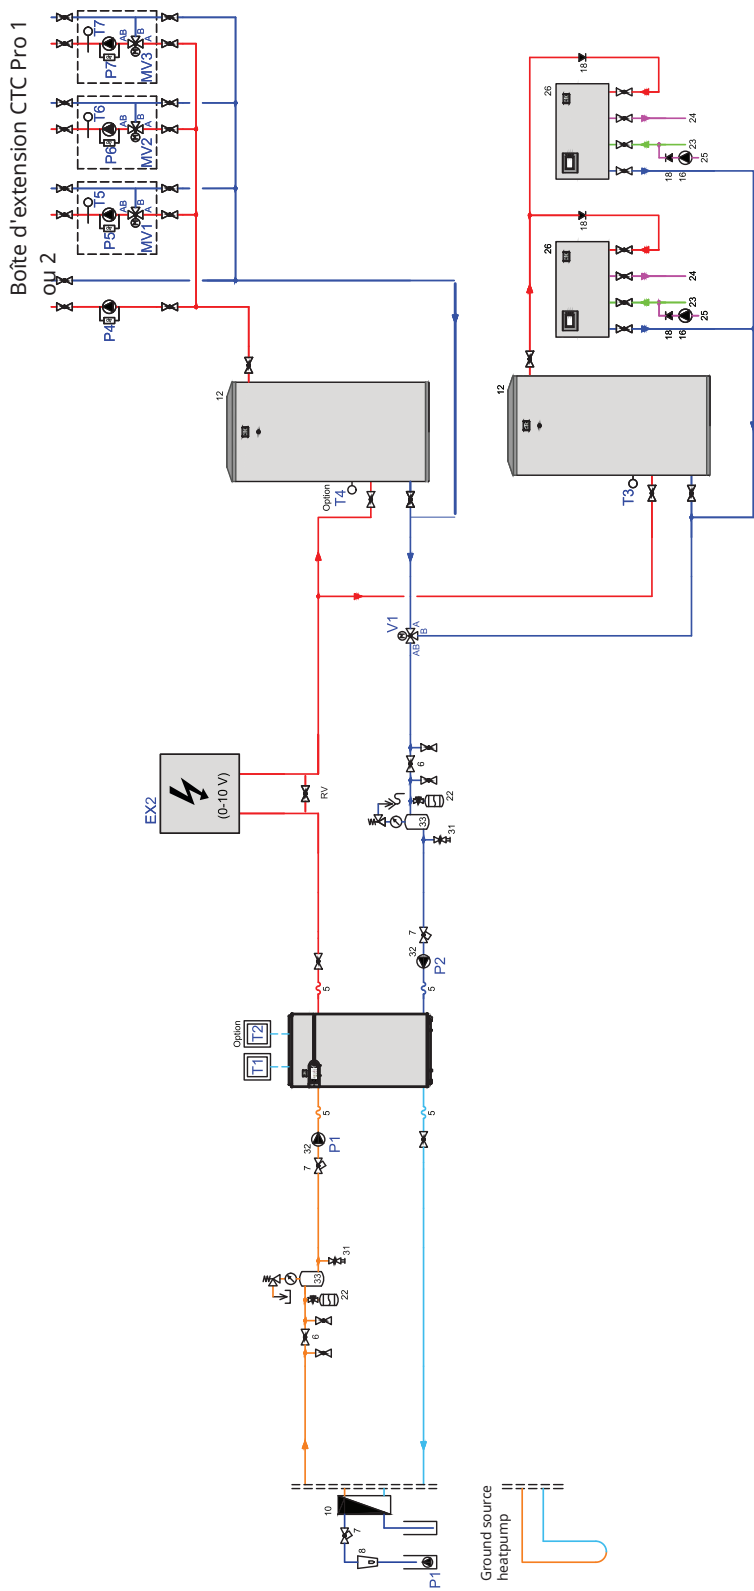 Boîte d'extension CTC Pro 1
ou 2
T7
AB
B
A
P7
MV3
T6
AB
B
A
P6
MV2
T5
AB
B
A
P5
MV1
P4
12
Option
T4
18
26
24
23
18
16
25
18
26
24
23
18
16
25
12
T3
V1
A
B
AB
EX2
(0-10 V)
RV
6
22
33
31
7
32
P2
5
5
Option
T2
T1
5
5
32
P1
7
31
33
22
6
10
7
8
P1
Ground source
heatpump